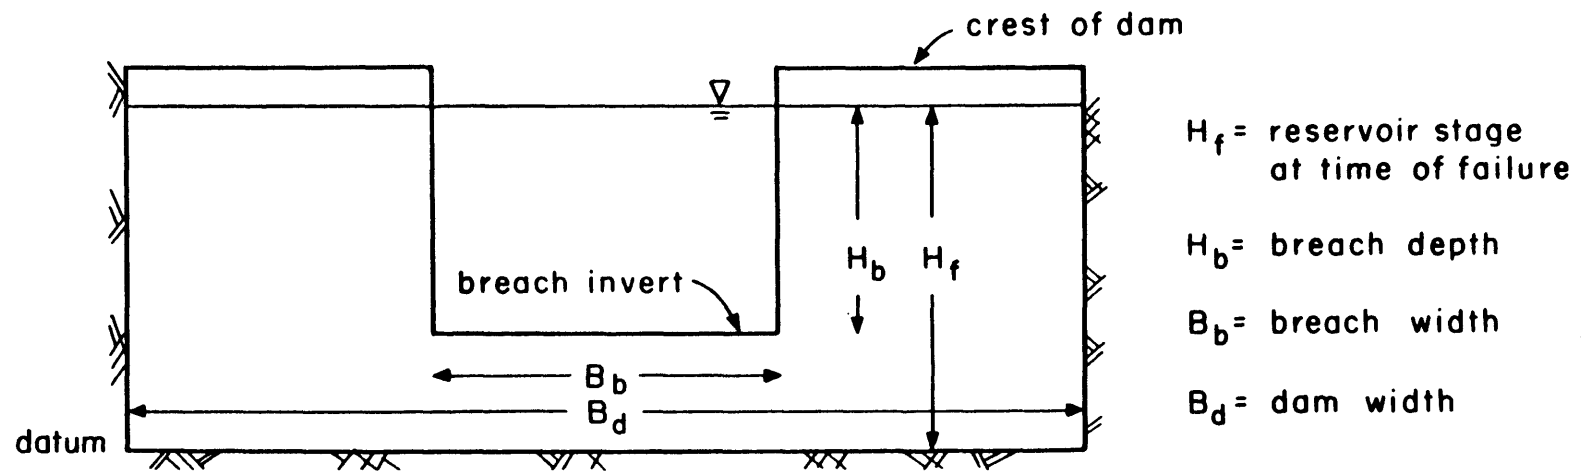 crest of dam
H_f = reservoir stage
at time of failure
H_b = breach depth
H_b
H_f
breach invert
B_b = breach width
B_b
B_d = dam width
B_d
datum